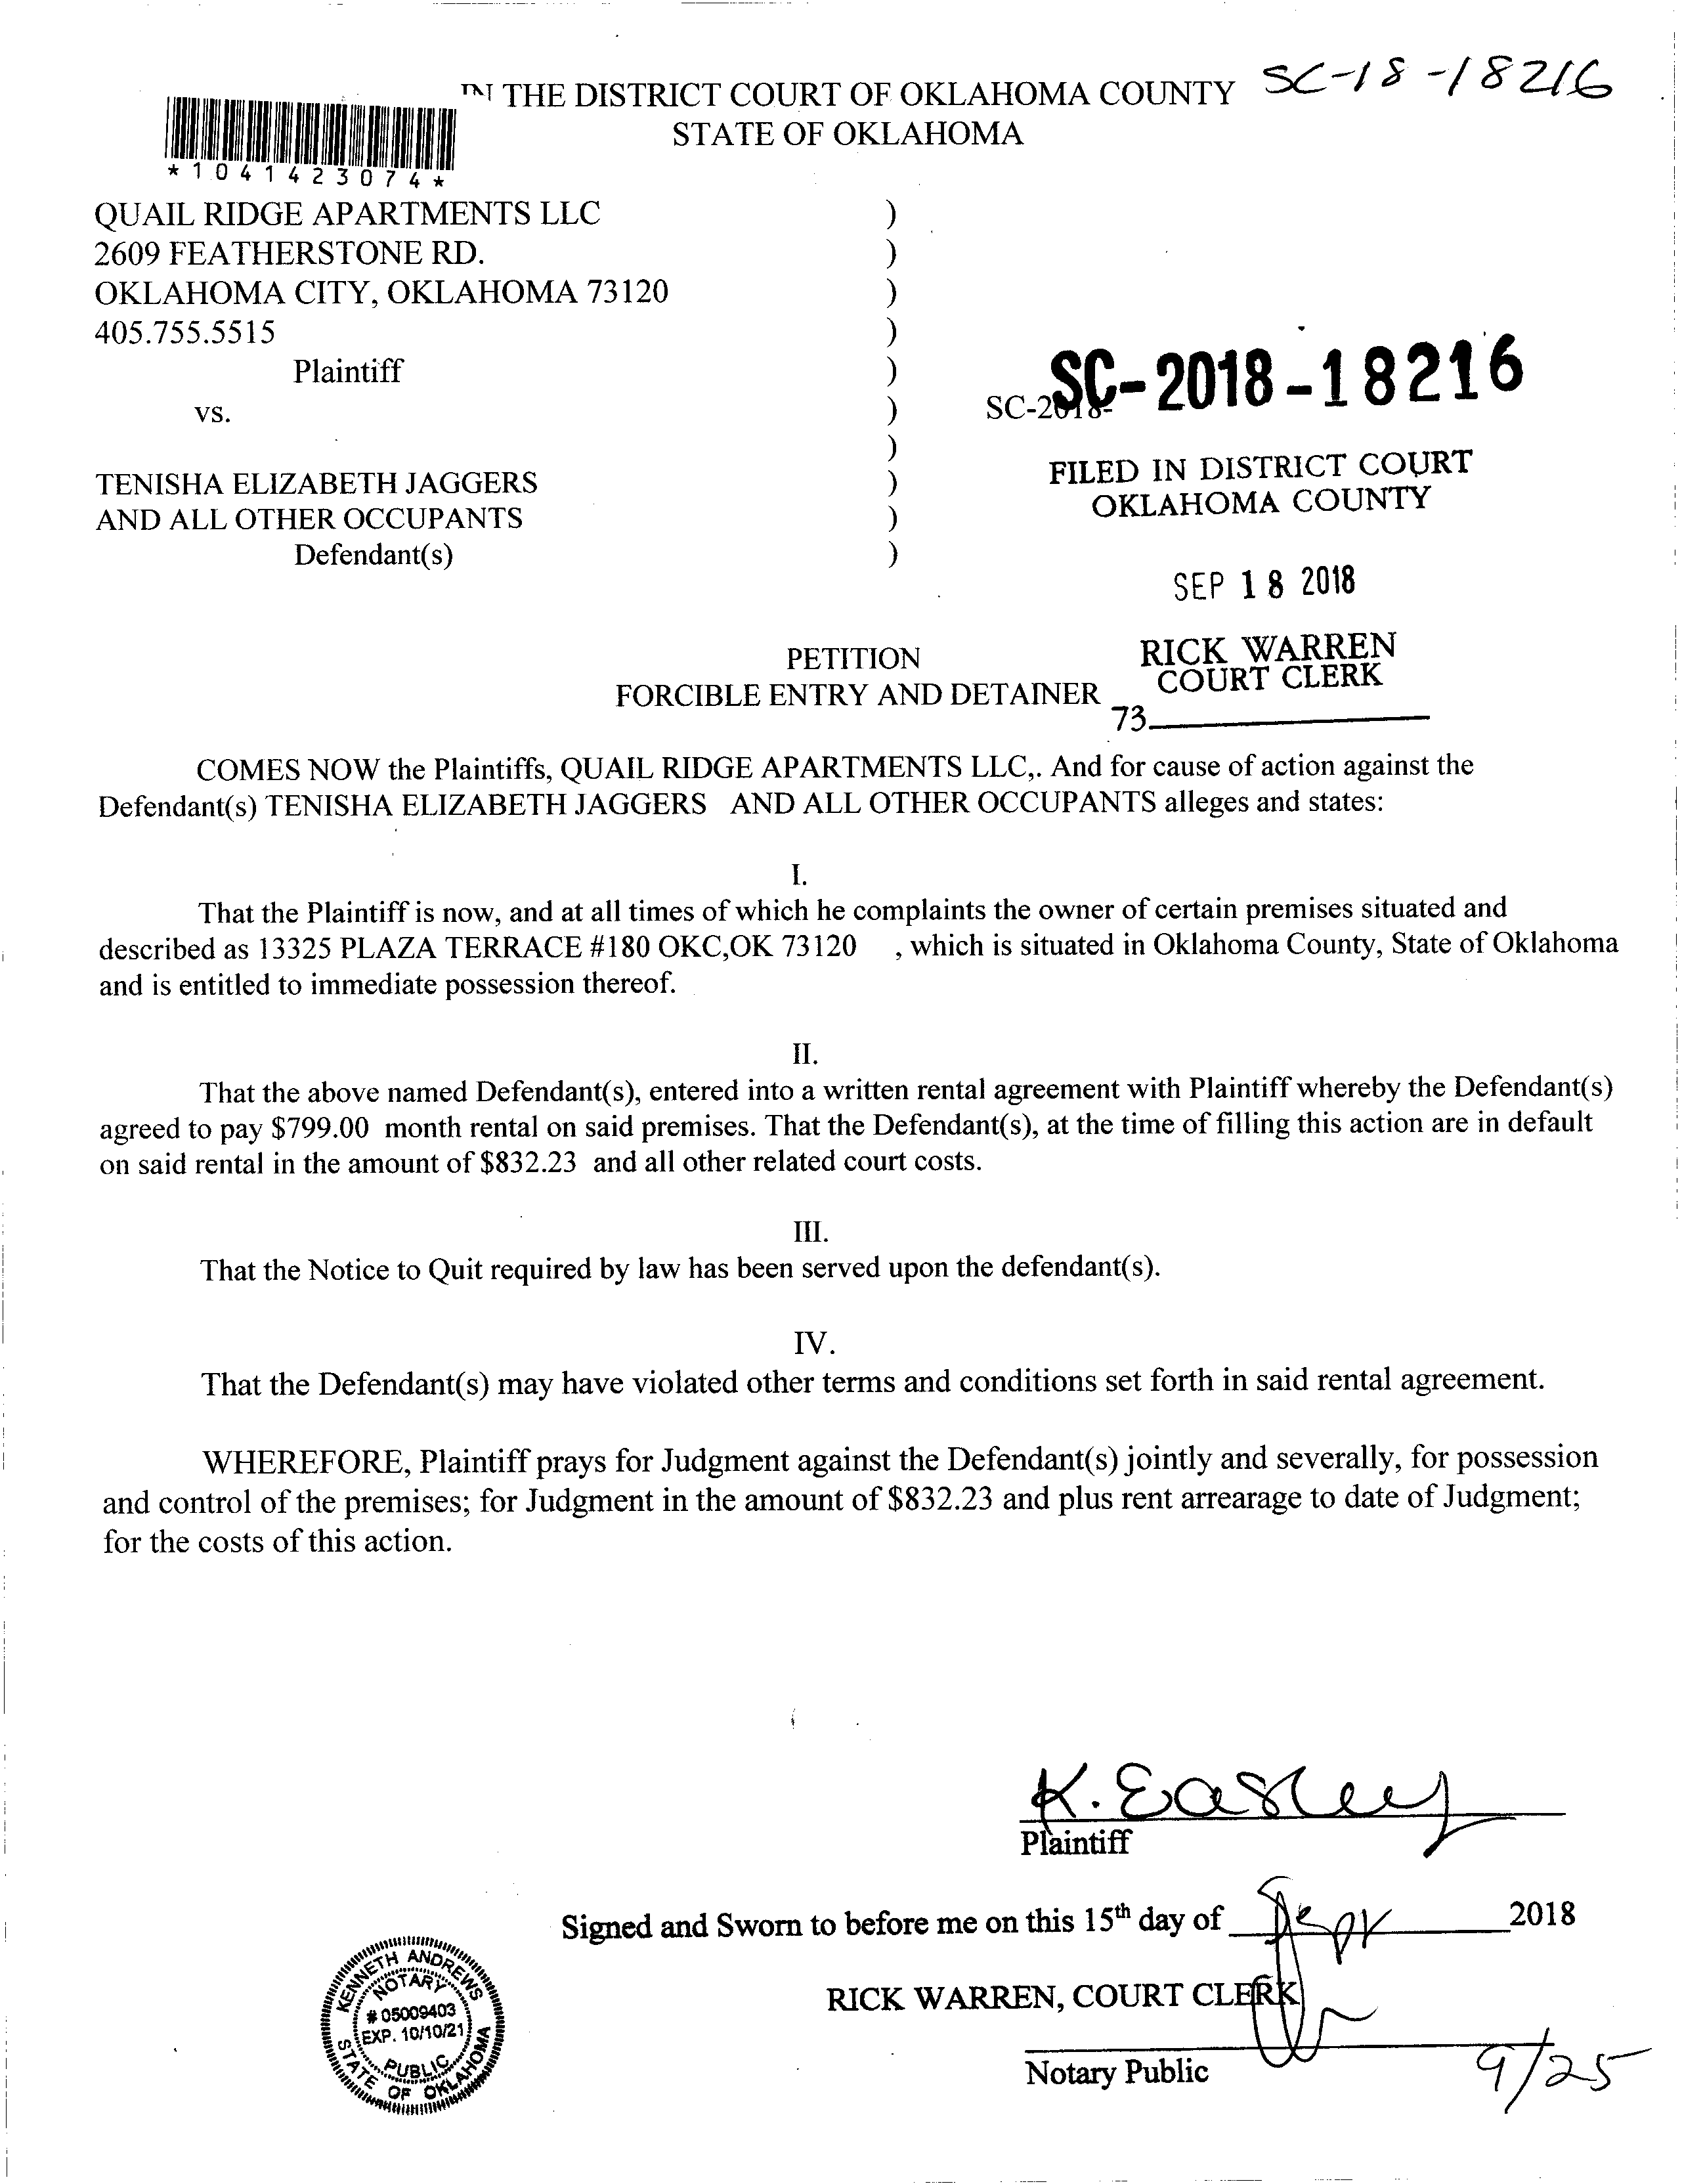 SC-18-18216
IN THE DISTRICT COURT OF OKLAHOMA COUNTY
STATE OF OKLAHOMA
*1041423074*
QUAIL RIDGE APARTMENTS LLC )
2609 FEATHERSTONE RD. )
OKLAHOMA CITY, OKLAHOMA 73120 )
405.755.5515 )
Plaintiff )
vs. ) SC-2018-
SC-2018-18216
)
TENISHA ELIZABETH JAGGERS )
AND ALL OTHER OCCUPANTS )
Defendant(s) )
FILED IN DISTRICT COURT
OKLAHOMA COUNTY
SEP 18 2018
RICK WARREN
COURT CLERK
73
PETITION
FORCIBLE ENTRY AND DETAINER
COMES NOW the Plaintiffs, QUAIL RIDGE APARTMENTS LLC,. And for cause of action against the
Defendant(s) TENISHA ELIZABETH JAGGERS AND ALL OTHER OCCUPANTS alleges and states:
I.
That the Plaintiff is now, and at all times of which he complaints the owner of certain premises situated and
described as 13325 PLAZA TERRACE #180 OKC,OK 73120 , which is situated in Oklahoma County, State of Oklahoma
and is entitled to immediate possession thereof.
II.
That the above named Defendant(s), entered into a written rental agreement with Plaintiff whereby the Defendant(s)
agreed to pay $799.00 month rental on said premises. That the Defendant(s), at the time of filling this action are in default
on said rental in the amount of $832.23 and all other related court costs.
III.
That the Notice to Quit required by law has been served upon the defendant(s).
IV.
That the Defendant(s) may have violated other terms and conditions set forth in said rental agreement.
WHEREFORE, Plaintiff prays for Judgment against the Defendant(s) jointly and severally, for possession
and control of the premises; for Judgment in the amount of $832.23 and plus rent arrearage to date of Judgment;
for the costs of this action.
K. Easley
Plaintiff
Signed and Sworn to before me on this 15th day of Sept 2018
RICK WARREN, COURT CLERK
Notary Public
9/25
KENNETH ANDREWS
NOTARY
# 05009403
EXP. 10/10/21
PUBLIC
STATE OF OKLAHOMA